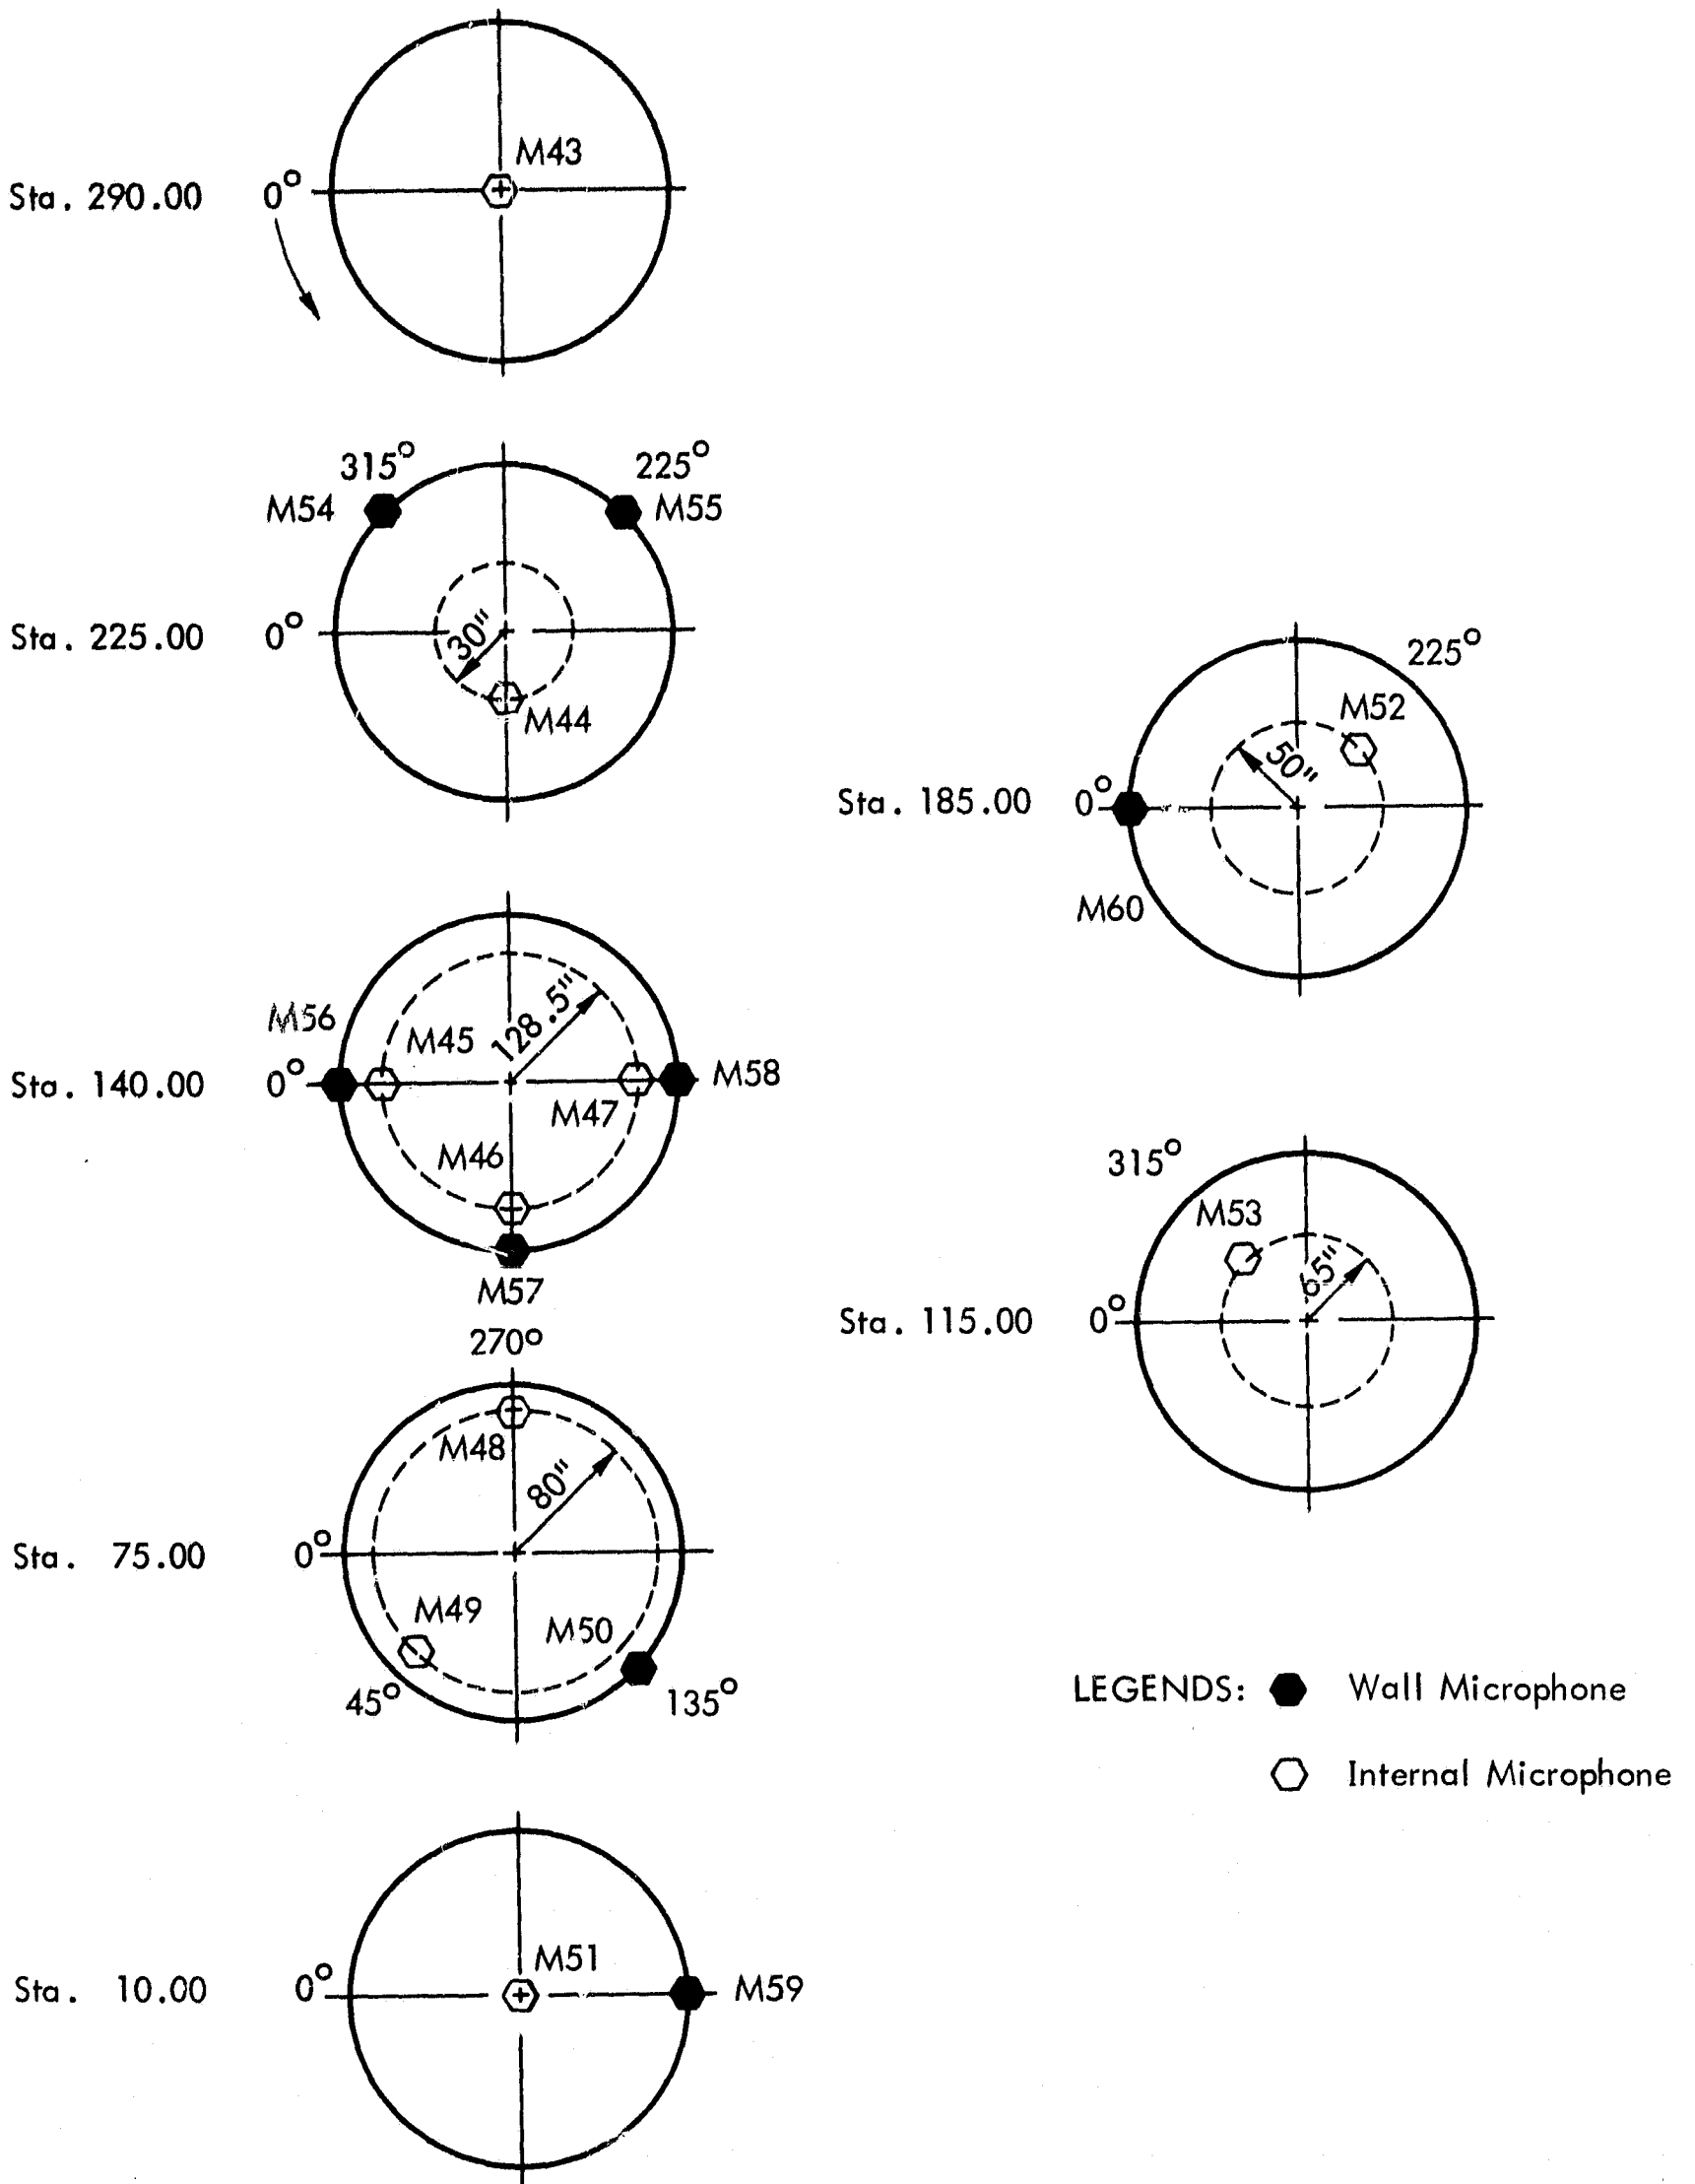 M43
Sta. 290.00 0°
315° 225°
M54 M55
30"
Sta. 225.00 0°
M44
225°
M52
50"
Sta. 185.00 0°
M60
M56
M45
128.5"
Sta. 140.00 0°
M58
M47
M46
M57
315°
M53
65"
Sta. 115.00 0°
270°
M48
80"
Sta. 75.00 0°
M49
M50
45° 135°
LEGENDS: Wall Microphone
Internal Microphone
M51
Sta. 10.00 0°
M59